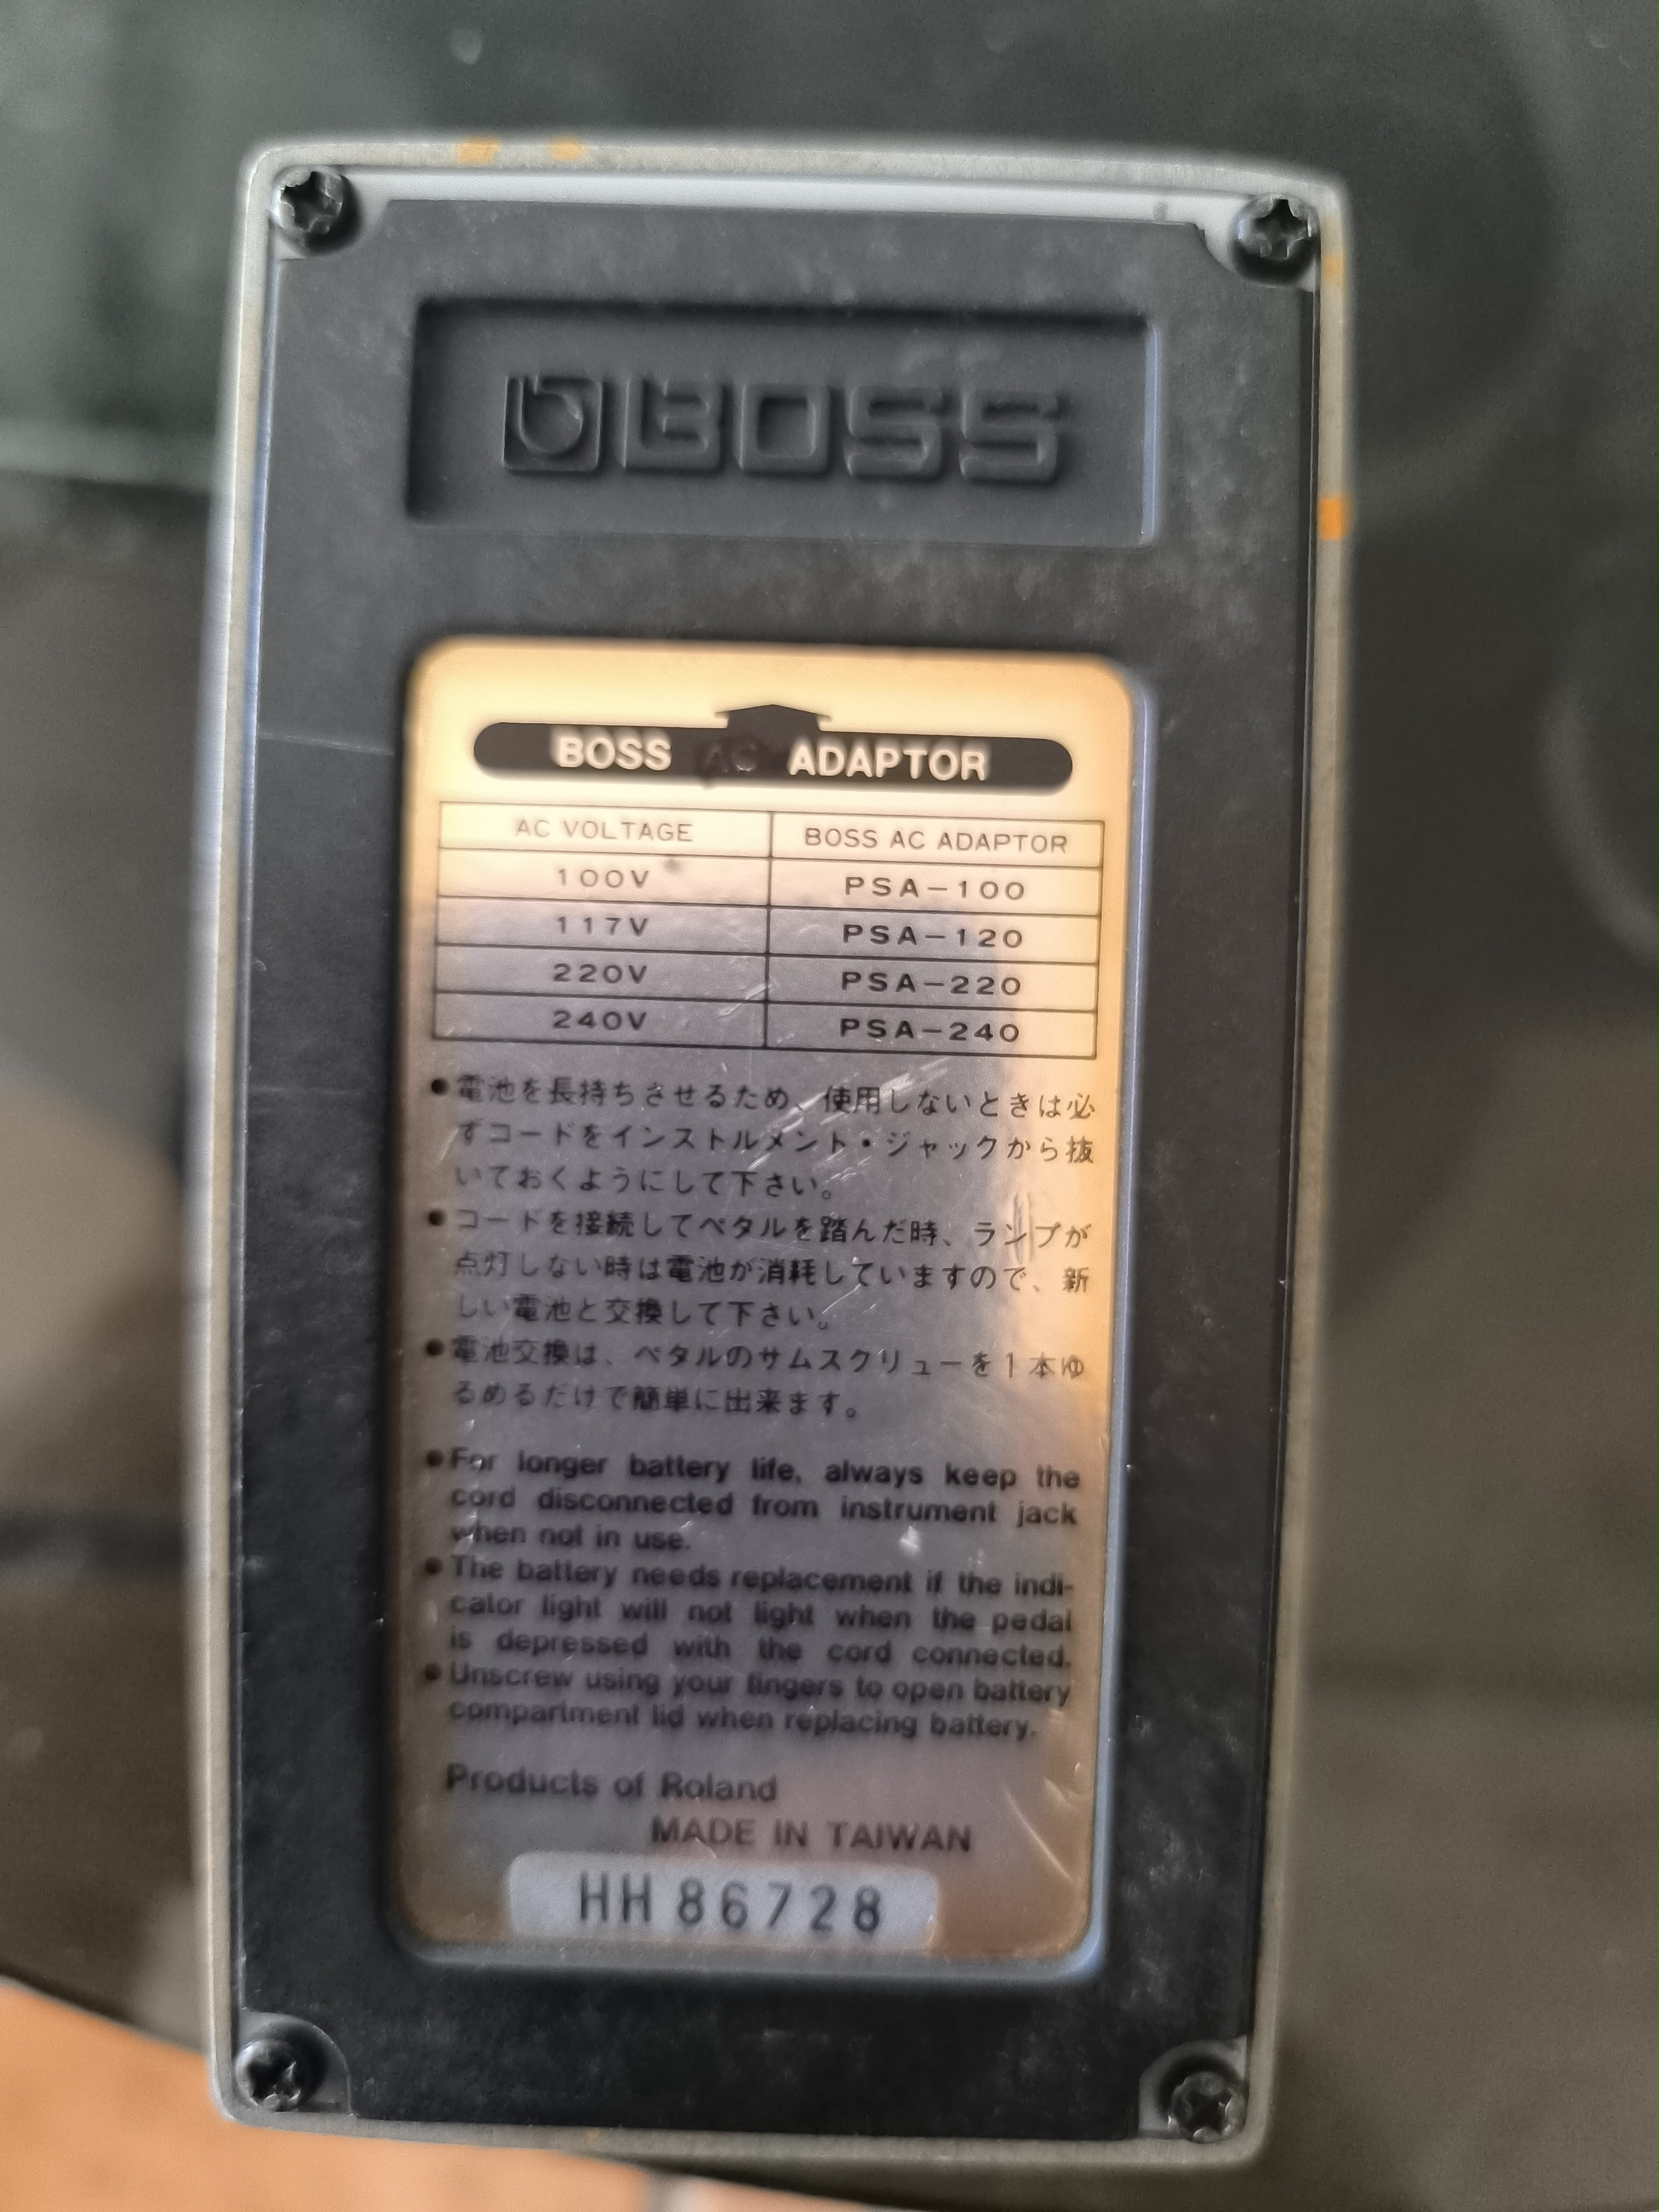 BOSS
BOSS AC ADAPTOR
AC VOLTAGE BOSS AC ADAPTOR
100V PSA-100
117V PSA-120
220V PSA-220
240V PSA-240
●電池を長持ちさせるため、使用しないときは必
ずコードをインストルメント・ジャックから抜
いておくようにして下さい。
●コードを接続してペタルを踏んだ時、ランプが
点灯しない時は電池が消耗していますので、新
しい電池と交換して下さい。
●電池交換は、ペタルのサムスクリューを1本ゆ
るめるだけで簡単に出来ます。
●For longer battery life, always keep the
cord disconnected from instrument jack
when not in use.
●The battery needs replacement if the indi-
cator light will not light when the pedal
is depressed with the cord connected.
●Unscrew using your fingers to open battery
compartment lid when replacing battery.
Products of Roland
MADE IN TAIWAN
HH 86728